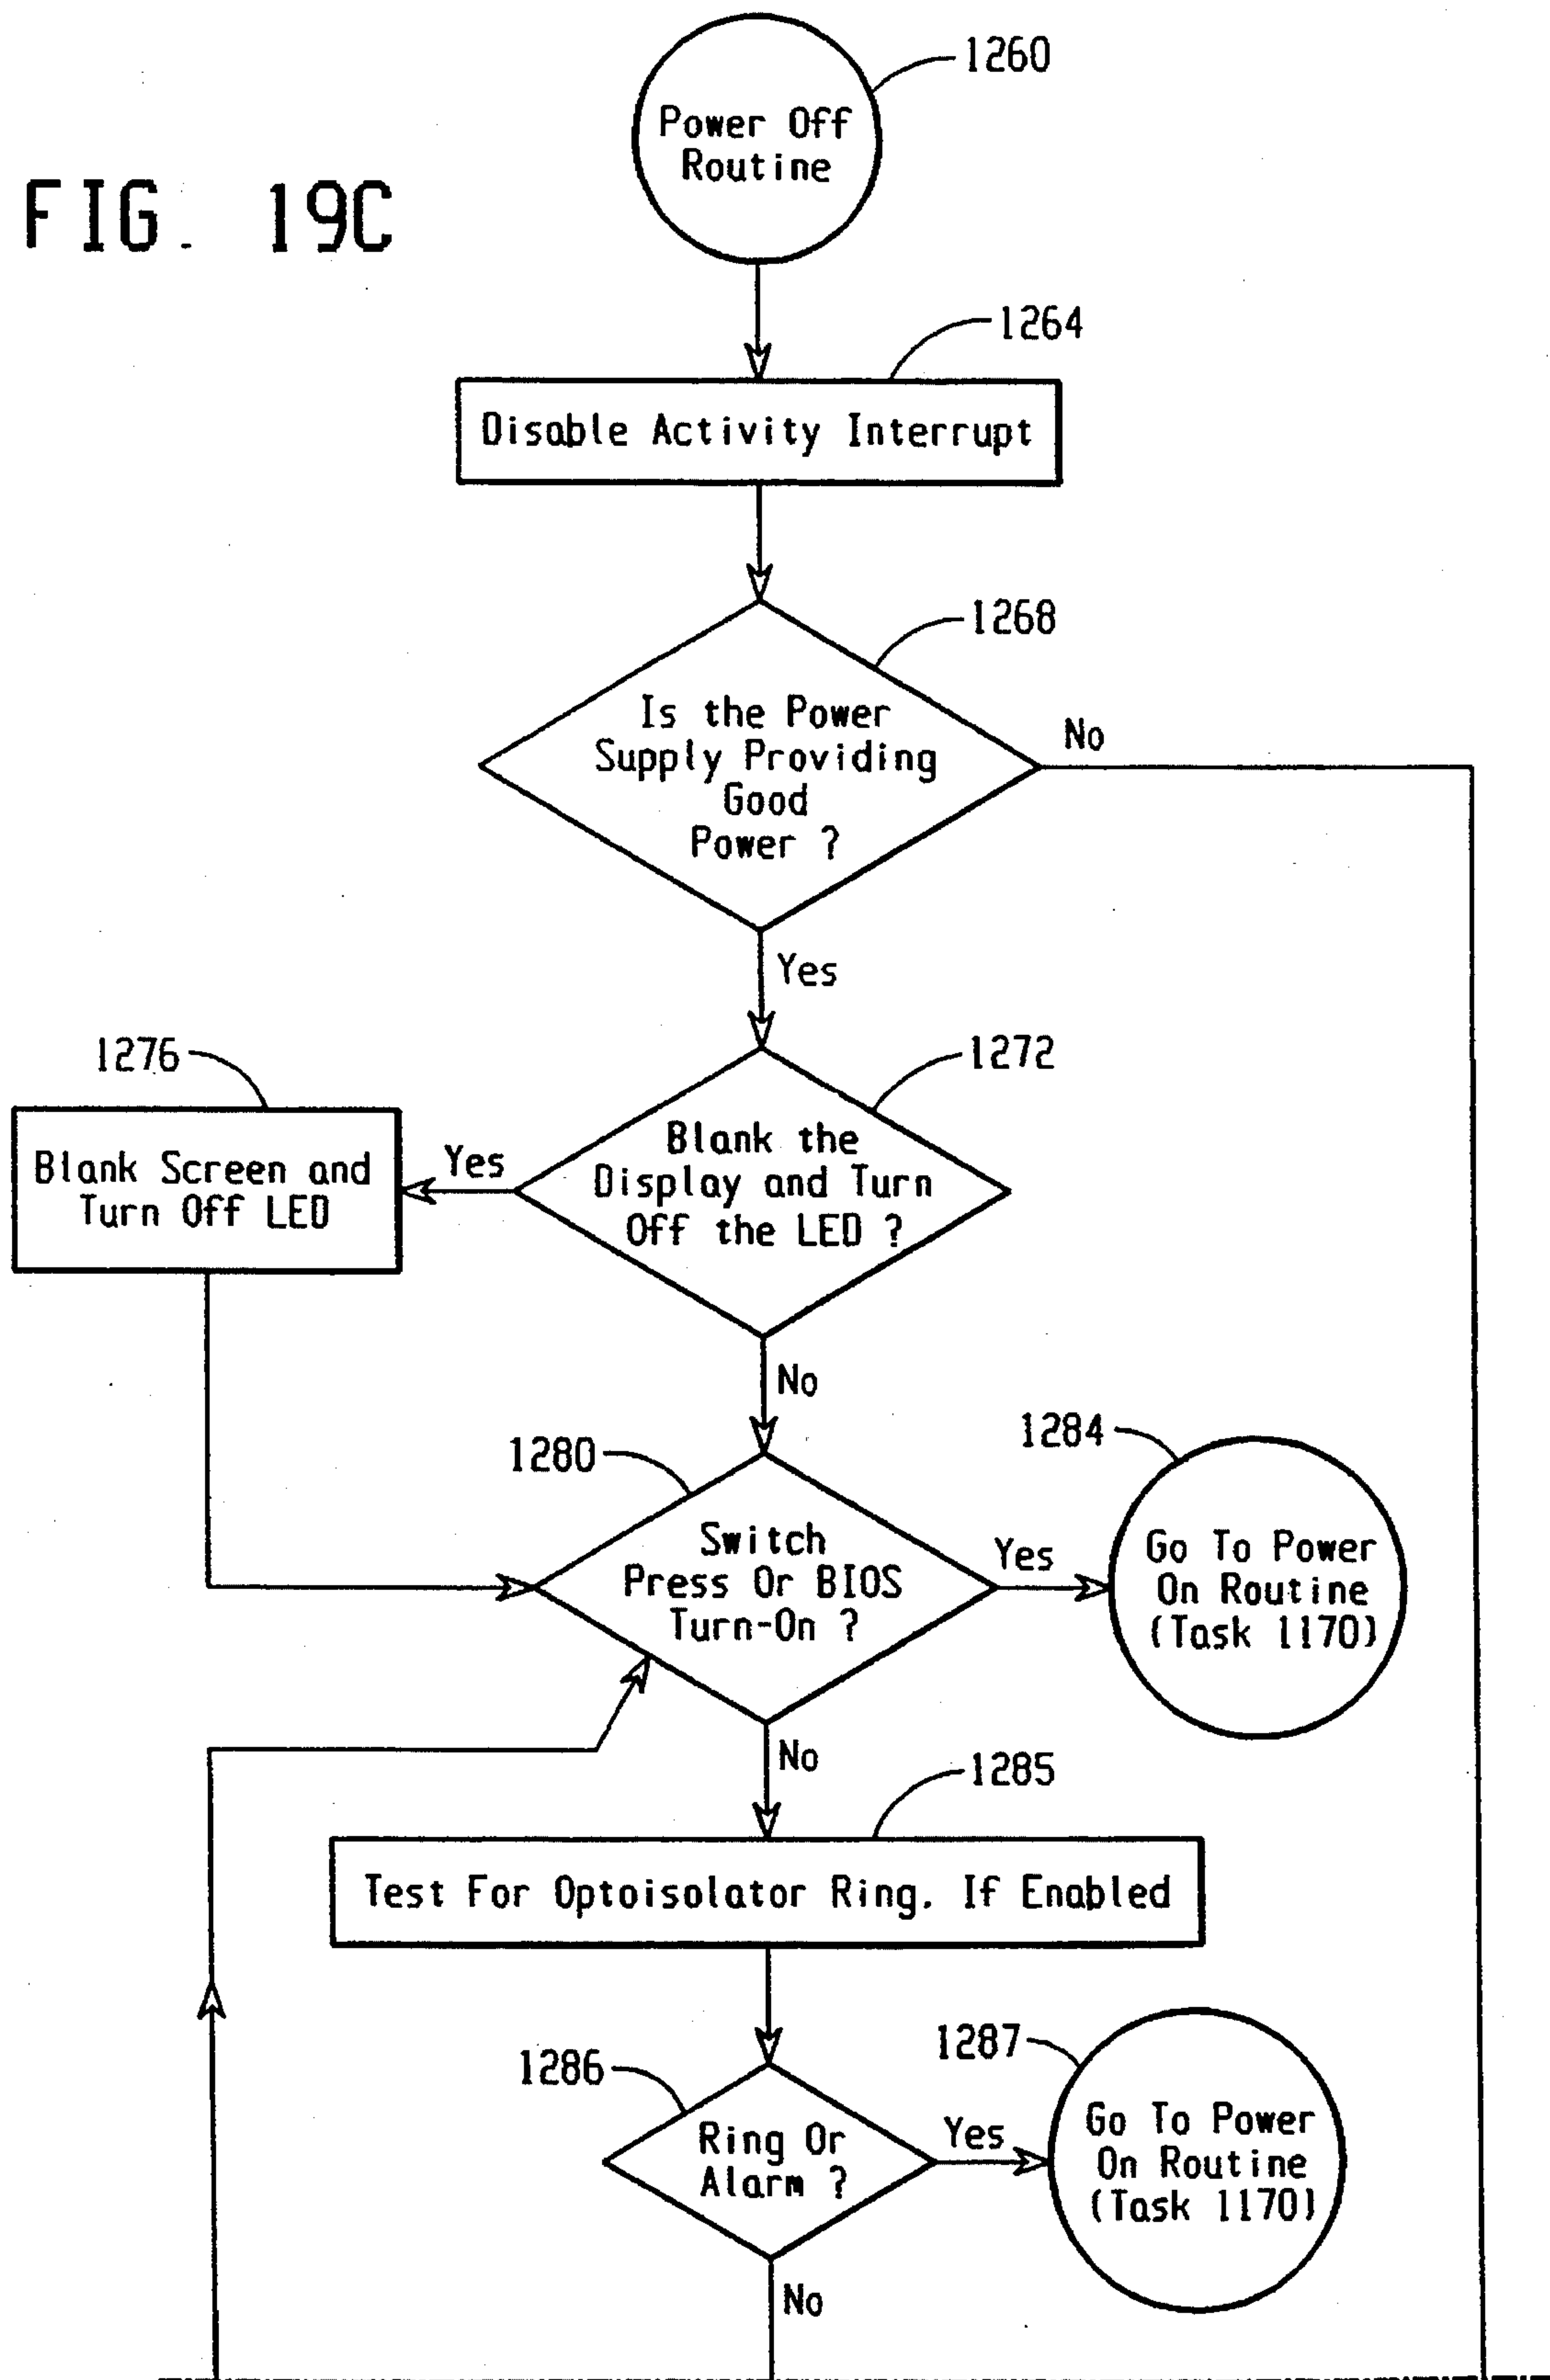 1260
Power Off
Routine
FIG. 19C
1264
Disable Activity Interrupt
1268
Is the Power
Supply Providing
Good
Power ?
No
Yes
1276
1272
Blank Screen and
Turn Off LED
Yes
Blank the
Display and Turn
Off the LED ?
No
1280
1284
Switch
Press Or BIOS
Turn-On ?
Yes
Go To Power
On Routine
(Task 1170)
No
1285
Test For Optoisolator Ring. If Enabled
1286
1287
Ring Or
Alarm ?
Yes
Go To Power
On Routine
(Task 1170)
No